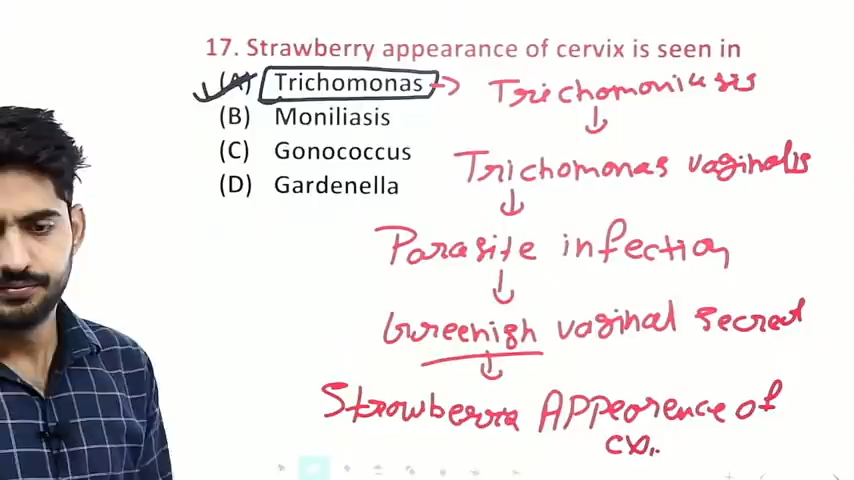 17. Strawberry appearance of cervix is seen in
(A) Trichomonas → Trichomoniasis
(B) Moniliasis
(C) Gonococcus
(D) Gardenella
Trichomonas vaginalis
Parasite infection
Greenish vaginal secret
Strawberra Appearence of
cx,.